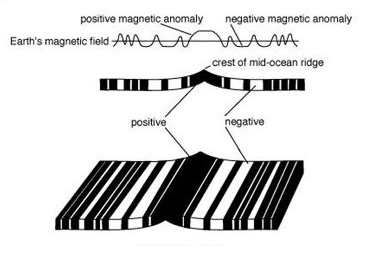 positive magnetic anomaly
negative magnetic anomaly
Earth's magnetic field
crest of mid-ocean ridge
positive
negative